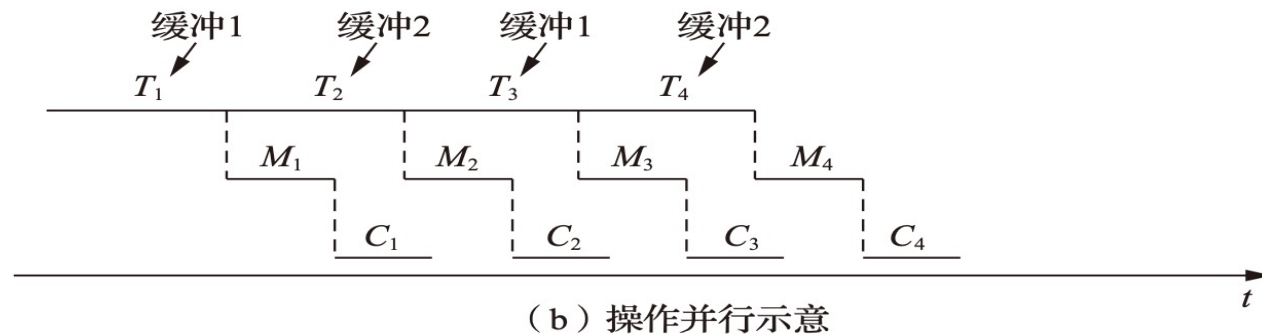 缓冲1 缓冲2 缓冲1 缓冲2
T₁ T₂ T₃ T₄
M₁ M₂ M₃ M₄
C₁ C₂ C₃ C₄
t
（b）操作并行示意